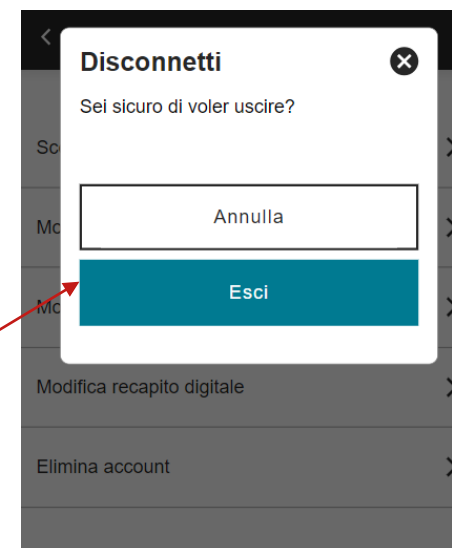 Disconnetti
Sei sicuro di voler uscire?
Annulla
Esci
Modifica recapito digitale
Elimina account